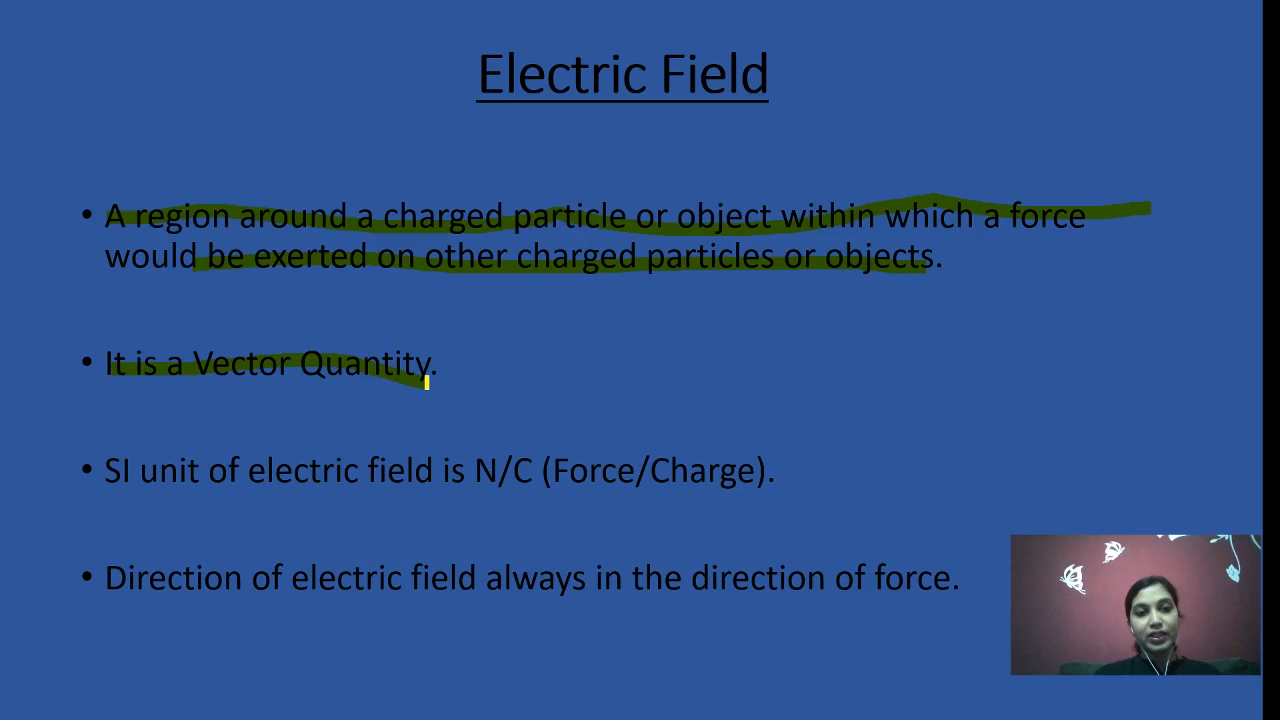 Electric Field
• A region around a charged particle or object within which a force
would be exerted on other charged particles or objects.
• It is a Vector Quantity.
• SI unit of electric field is N/C (Force/Charge).
• Direction of electric field always in the direction of force.